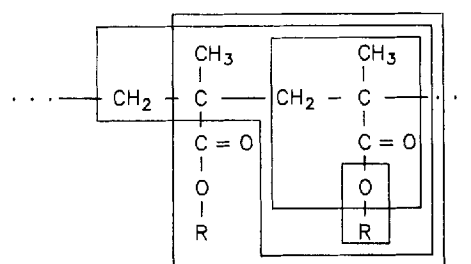 CH₃ CH₃
··· — CH₂ — C — CH₂ — C — ···
C = O C = O
O O
R R